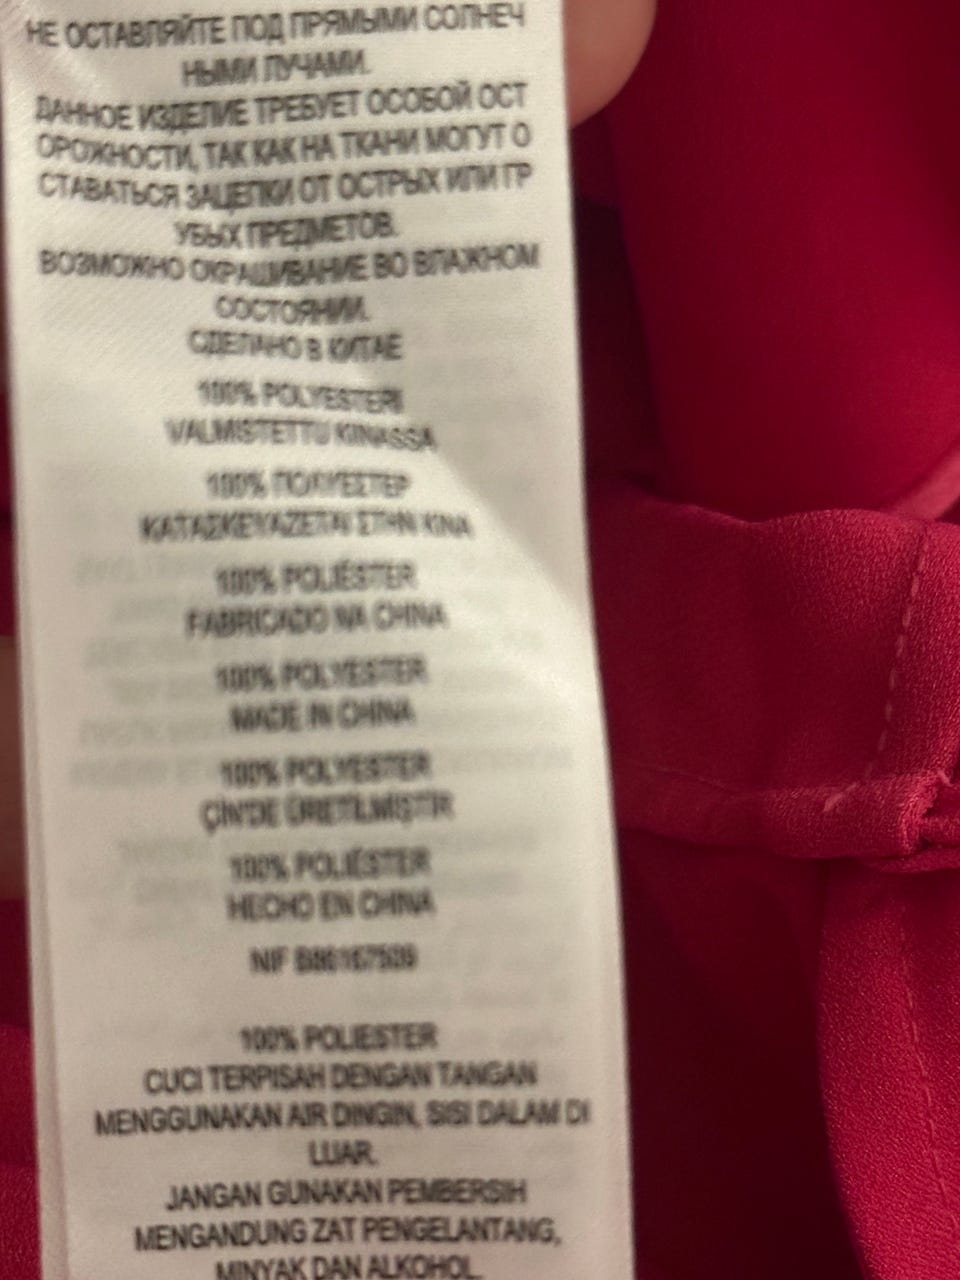 НЕ ОСТАВЛЯЙТЕ ПОД ПРЯМЫМИ СОЛНЕЧ
НЫМИ ЛУЧАМИ.
ДАННОЕ ИЗДЕЛИЕ ТРЕБУЕТ ОСОБОЙ ОСТ
ОРОЖНОСТИ, ТАК КАК НА ТКАНИ МОГУТ О
СТАВАТЬСЯ ЗАЦЕПКИ ОТ ОСТРЫХ ИЛИ ГР
УБЫХ ПРЕДМЕТОВ.
ВОЗМОЖНО ОКРАШИВАНИЕ ВО ВЛАЖНОМ
СОСТОЯНИИ.
СДЕЛАНО В КИТАЕ
100% POLYESTERI
VALMISTETTU KIINASSA
100% ΠΟΛΥΕΣΤΕΡ
ΚΑΤΑΣΚΕΥΑΖΕΤΑΙ ΣΤΗΝ ΚΙΝΑ
100% POLIÉSTER
FABRICADO NA CHINA
100% POLYESTER
MADE IN CHINA
100% POLYESTER
ÇİN'DE ÜRETİLMİŞTİR
100% POLIÉSTER
HECHO EN CHINA
NIF
100% POLIESTER
CUCI TERPISAH DENGAN TANGAN
MENGGUNAKAN AIR DINGIN, SISI DALAM DI
LUAR.
JANGAN GUNAKAN PEMBERSIH
MENGANDUNG ZAT PENGELANTANG,
MINYAK DAN ALKOHOL.